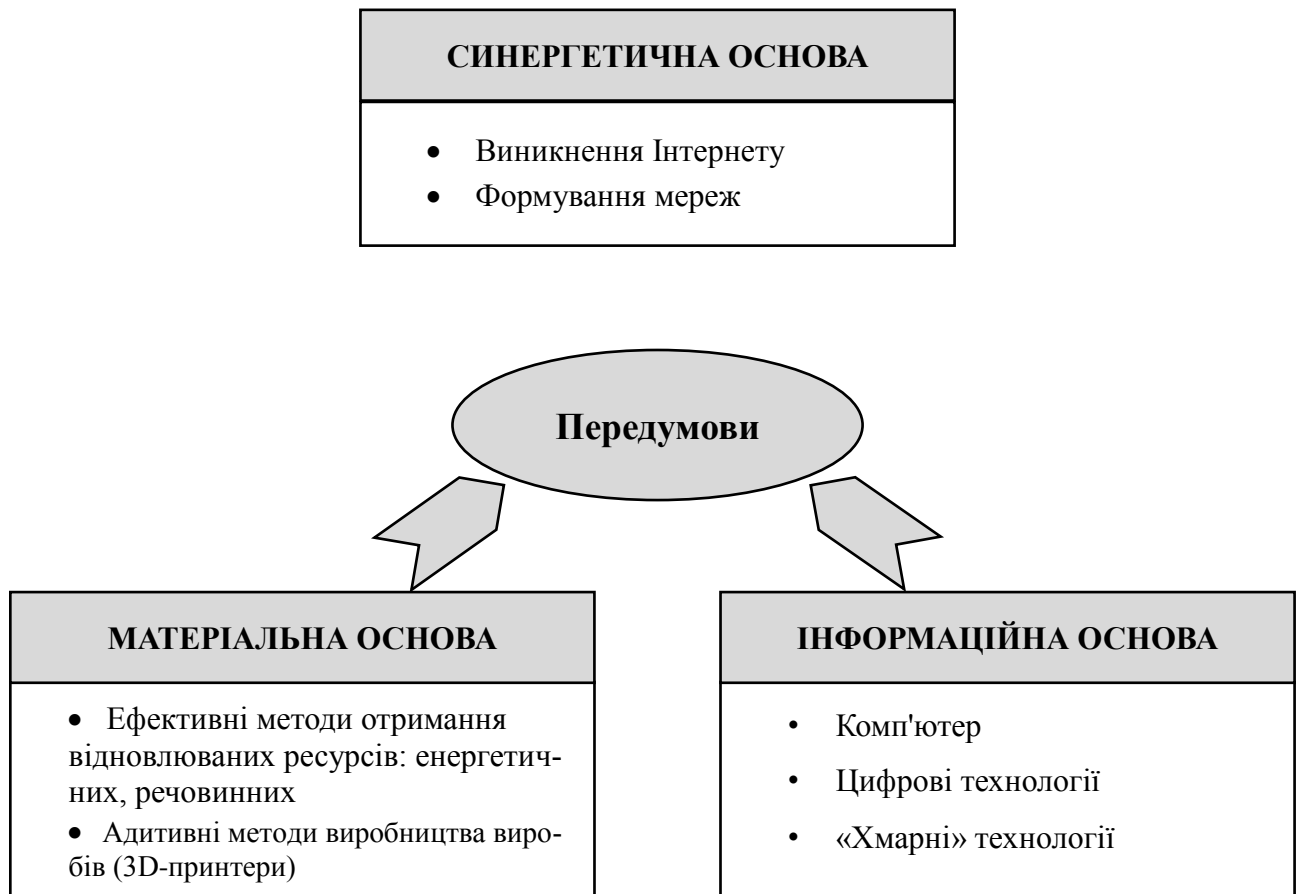 СИНЕРГЕТИЧНА ОСНОВА
• Виникнення Інтернету
• Формування мереж
Передумови
МАТЕРІАЛЬНА ОСНОВА
• Ефективні методи отримання
відновлюваних ресурсів: енергетич-
них, речовинних
• Адитивні методи виробництва виро-
бів (3D-принтери)
ІНФОРМАЦІЙНА ОСНОВА
• Комп'ютер
• Цифрові технології
• «Хмарні» технології